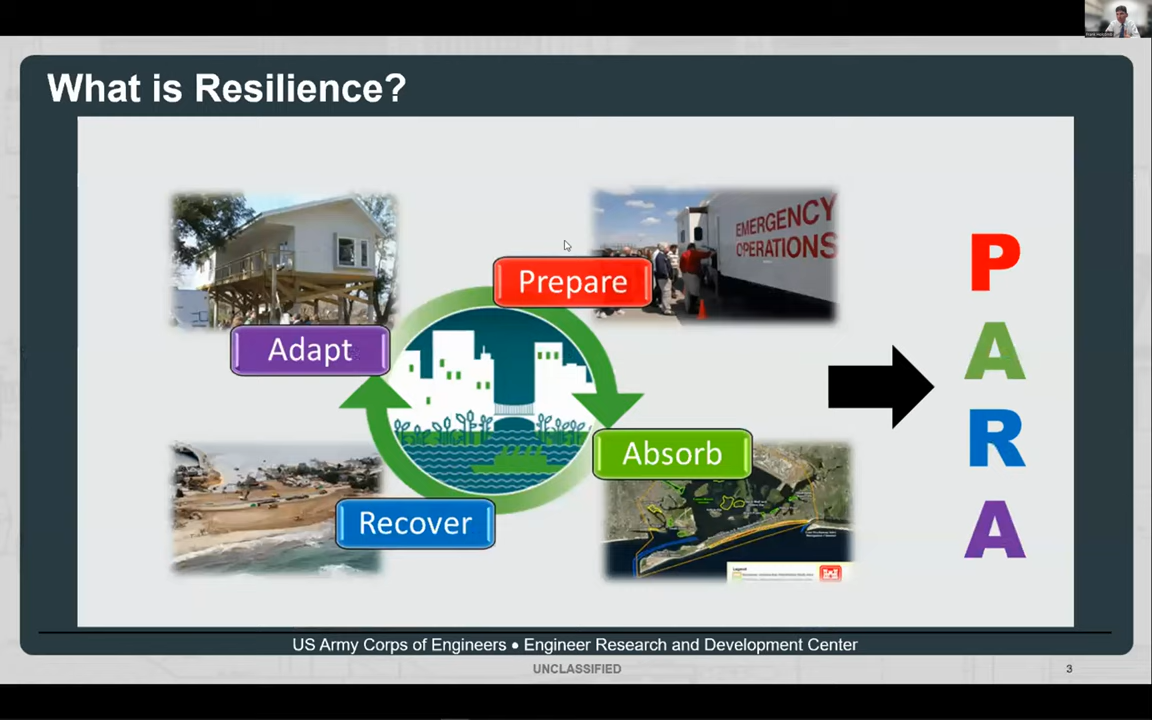 What is Resilience?
EMERGENCY
OPERATIONS
Prepare
Adapt
Absorb
Recover
P
A
R
A
US Army Corps of Engineers ● Engineer Research and Development Center
UNCLASSIFIED
3